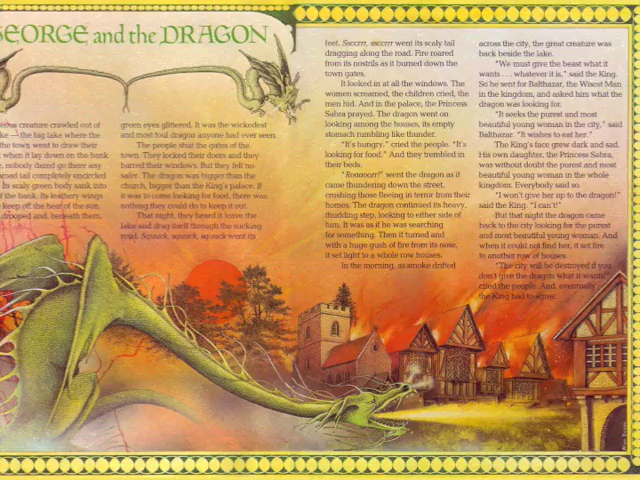 GEORGE and the DRAGON
creature crawled out of
ke — the big lake where the
the town went to draw their
when it lay down on the bank
, nobody dared go there any
road tail completely encircled
Its scaly green body sank into
of the bank. Its leathery wings
keep off the heat of the sun,
drooped and, beneath them,
green eyes glittered. It was the wickedest
and most foul dragon anyone had ever seen.
The people shut the gates of the
town. They locked their doors and they
barred their windows. But they felt no
safer. The dragon was bigger than the
church, bigger than the King's palace. If
it was to come looking for food, there was
nothing they could do to keep it out.
That night, they heard it leave the
lake and drag itself through the sucking
mud. Squack, squack, squack went its
feet. Ssccrrr, ssccrrr went its scaly tail
dragging along the road. Fire roared
from its nostrils as it burned down the
town gates.
It looked in at all the windows. The
women screamed, the children cried, the
men hid. And in the palace, the Princess
Sabra prayed. The dragon went on
looking among the houses, its empty
stomach rumbling like thunder.
"It's hungry," cried the people. "It's
looking for food." And they trembled in
their beds.
"Roaoorr!" went the dragon as it
came thundering down the street,
crushing those fleeing in terror from their
homes. The dragon continued its heavy,
thudding step, looking to either side
of him. It was as if he was searching
for something. Then it turned and
with a huge gush of fire from its nose,
it set light to a whole row houses.
In the morning, as smoke drifted
across the city, the great creature was
back beside the lake.
"We must give the beast what it
wants . . . whatever it is," said the King.
So he sent for Balthazar, the Wisest Man
in the kingdom, and asked him what the
dragon was looking for.
"It seeks the purest and most
beautiful young woman in the city," said
Balthazar. "It wishes to eat her."
The King's face grew dark and sad.
His own daughter, the Princess Sabra,
was without doubt the purest and most
beautiful young woman in the whole
kingdom. Everybody said so.
"I won't give her up to the dragon!"
said the King. "I can't!"
But that night the dragon came
back to the city looking for the purest
and most beautiful young woman. And
when it could not find her, it set fire
to another row of houses.
"The city will be destroyed if you
don't give the dragon what it wants"
cried the people. And, eventually
the King had to agree.